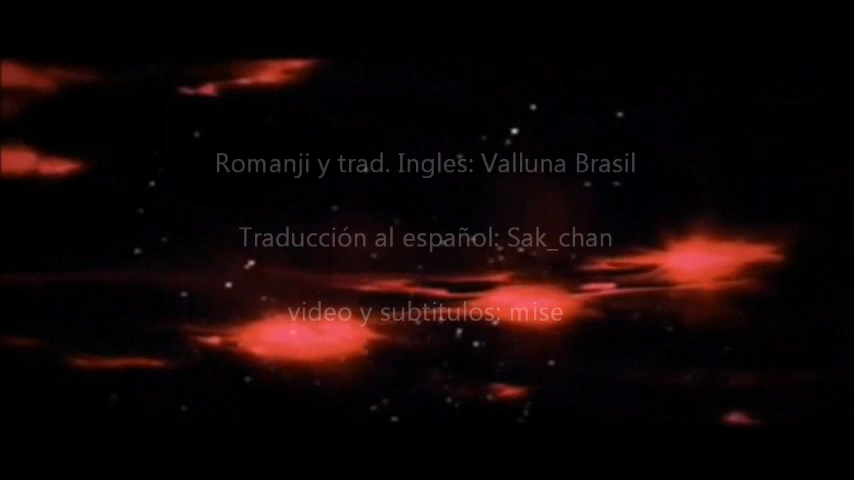 Romanji y trad. Ingles: Valluna Brasil
Traducción al español: Sak_chan
video y subtitulos: mise